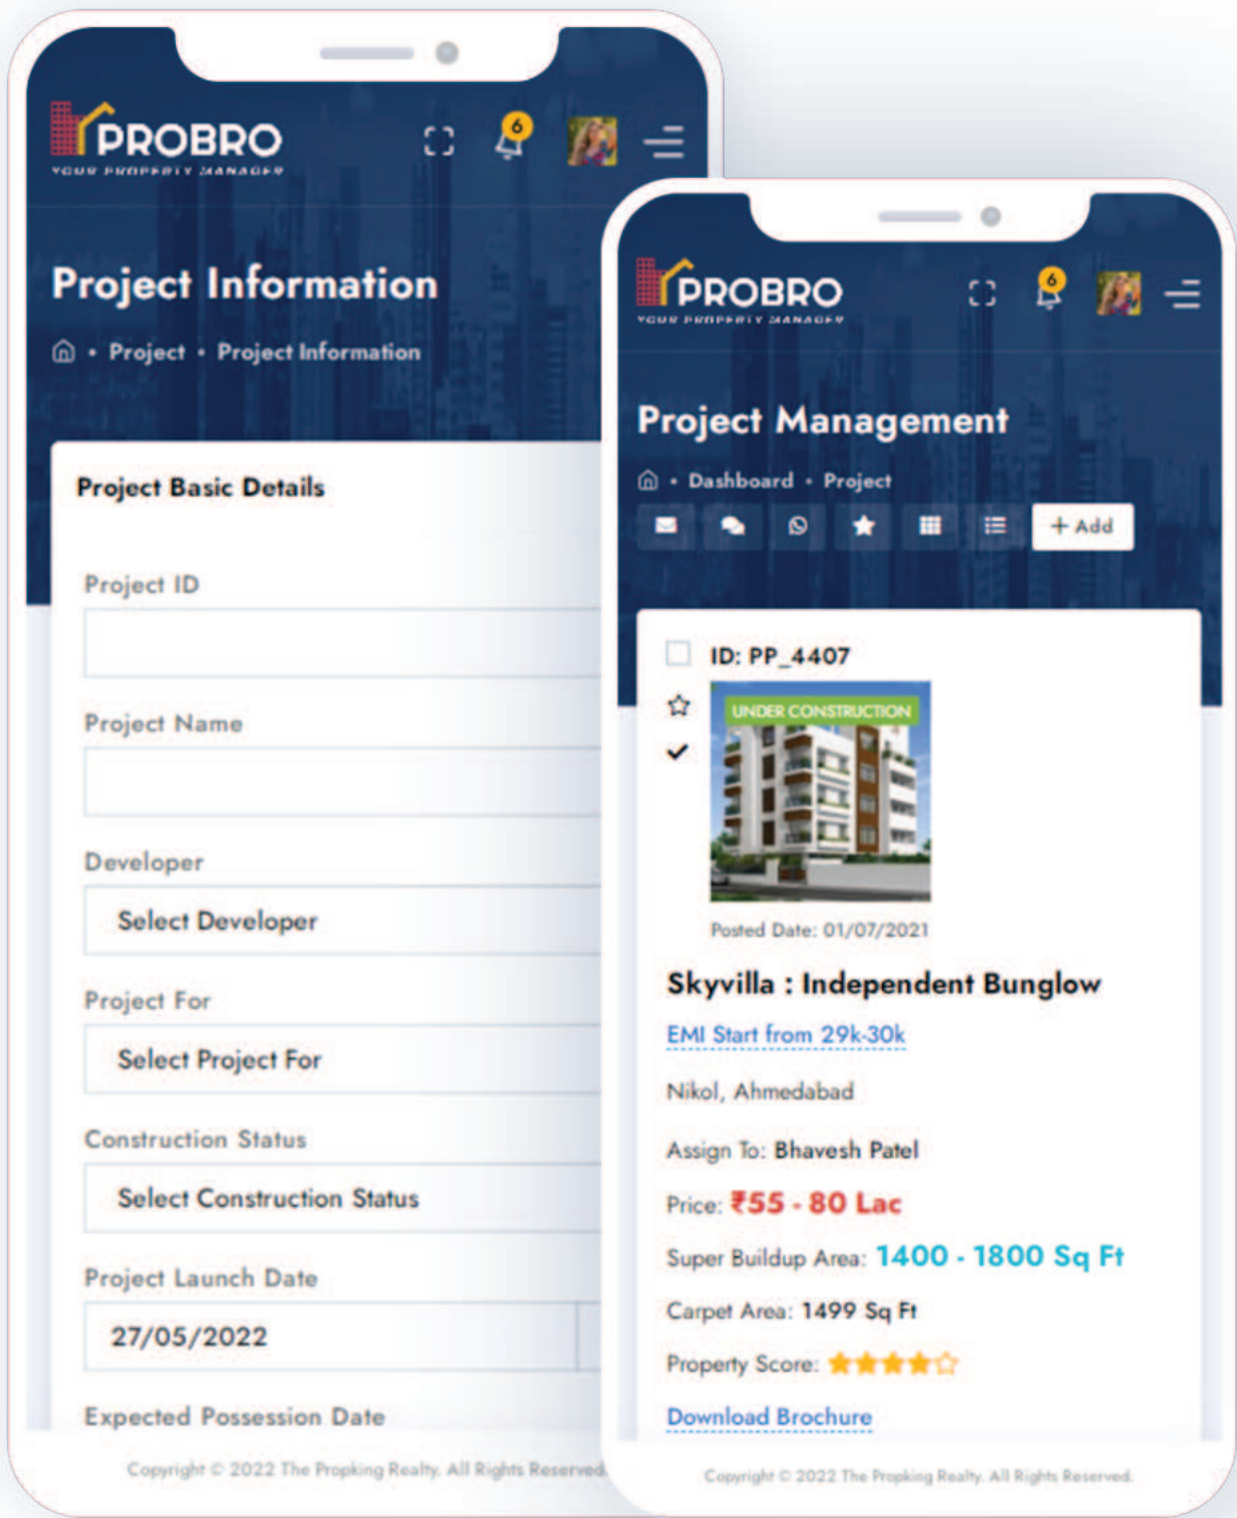 PROBRO
YOUR PROPERTY MANAGER
6
Project Information
• Project • Project Information
Project Basic Details
Project ID
Project Name
Developer
Select Developer
Project For
Select Project For
Construction Status
Select Construction Status
Project Launch Date
27/05/2022
Expected Possession Date
Copyright © 2022 The Propking Realty. All Rights Reserved.
PROBRO
YOUR PROPERTY MANAGER
6
Project Management
• Dashboard • Project
+ Add
ID: PP_4407
UNDER CONSTRUCTION
Posted Date: 01/07/2021
Skyvilla : Independent Bunglow
EMI Start from 29k-30k
Nikol, Ahmedabad
Assign To: Bhavesh Patel
Price: ₹55 - 80 Lac
Super Buildup Area: 1400 - 1800 Sq Ft
Carpet Area: 1499 Sq Ft
Property Score:
Download Brochure
Copyright © 2022 The Propking Realty. All Rights Reserved.